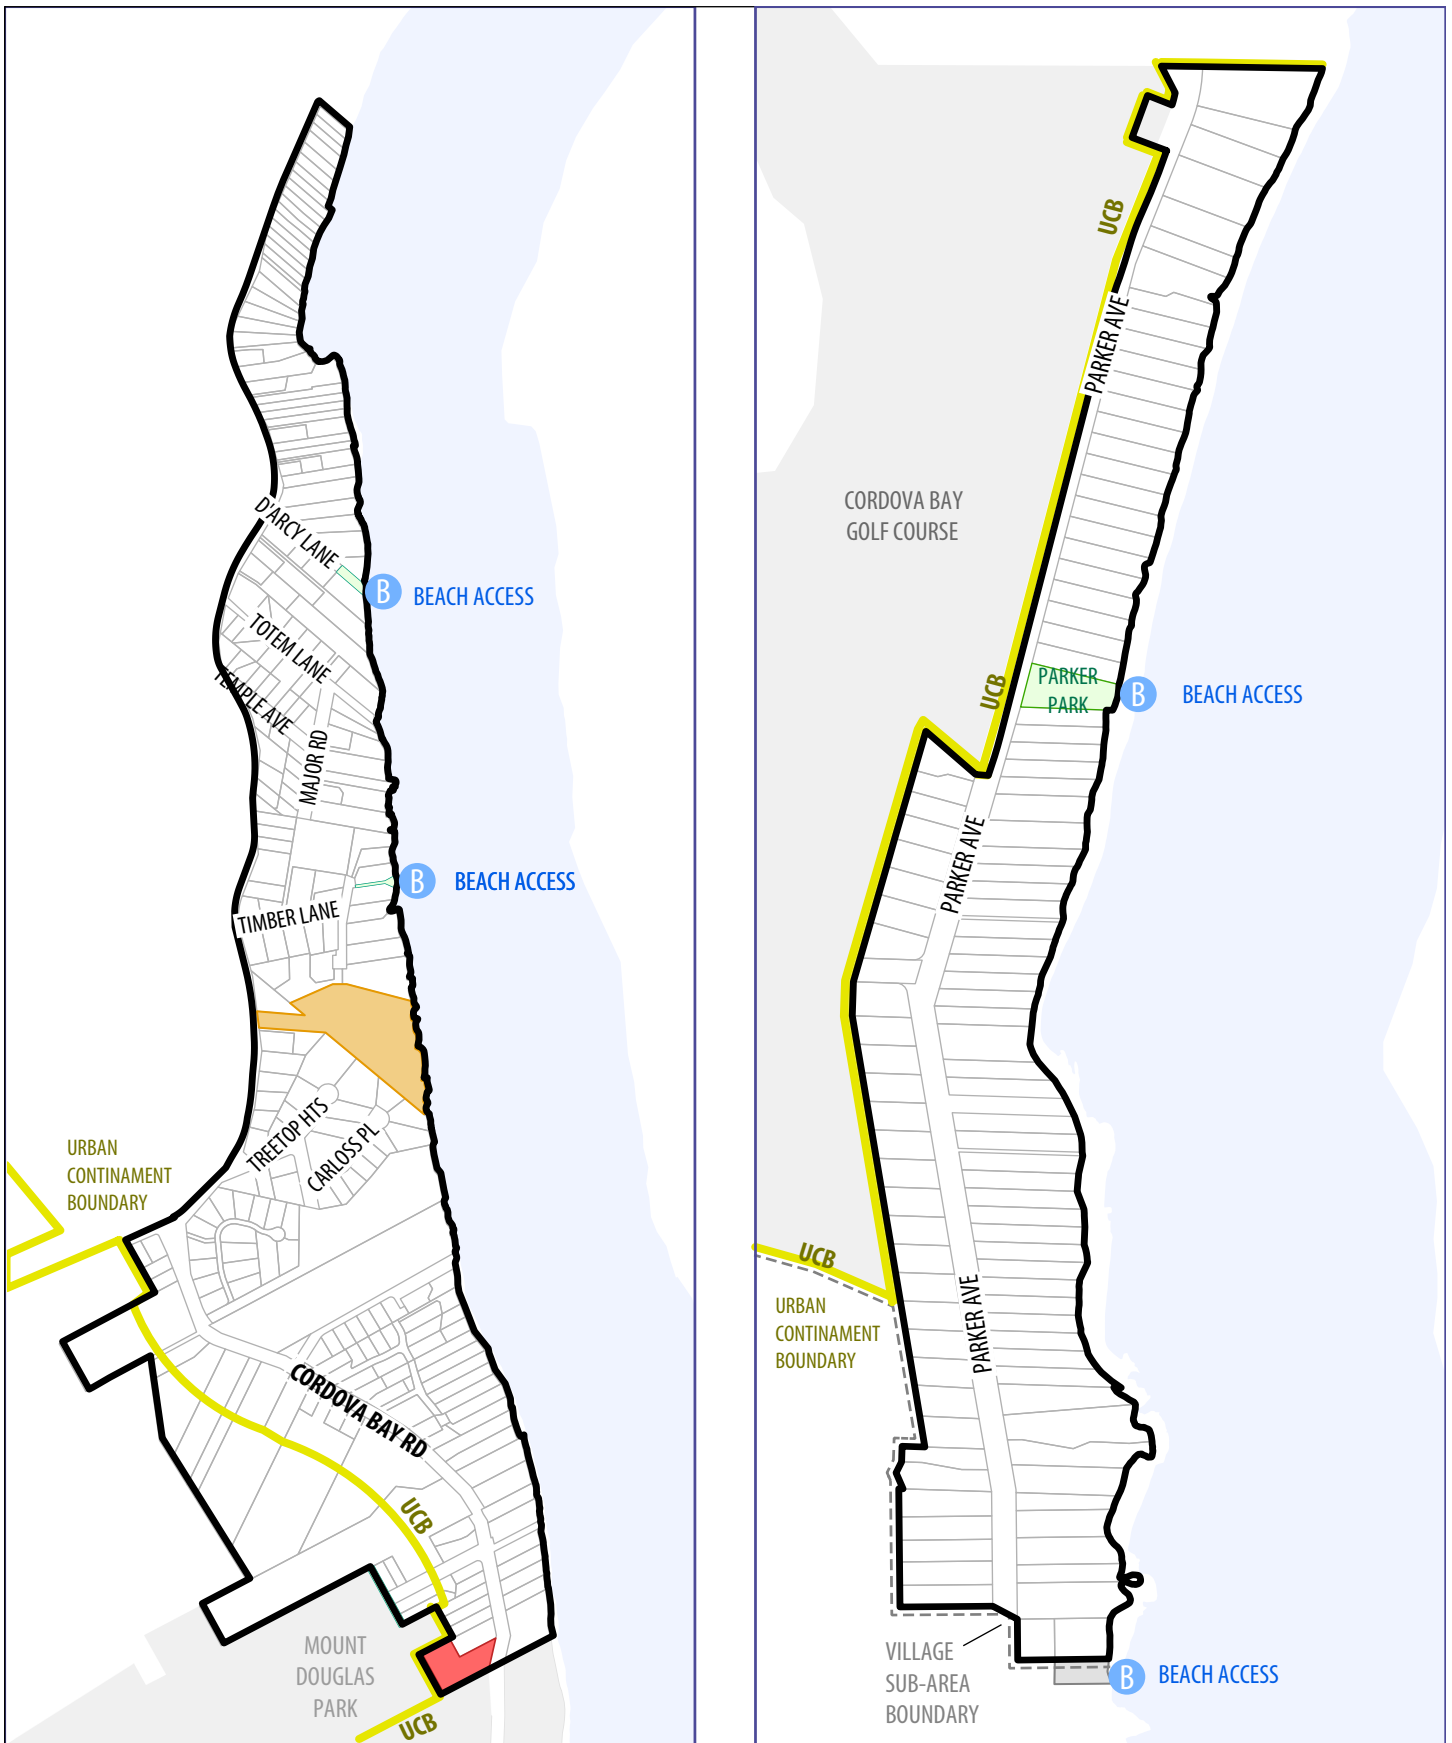 D'ARCY LANE
B BEACH ACCESS
TOTEM LANE
TEMPLE AVE
MAJOR RD
B BEACH ACCESS
TIMBER LANE
TREETOP HTS
CARLOSS PL
URBAN
CONTINAMENT
BOUNDARY
CORDOVA BAY RD
UCB
MOUNT
DOUGLAS
PARK
UCB
UCB
PARKER AVE
CORDOVA BAY
GOLF COURSE
UCB
PARKER
PARK
B BEACH ACCESS
PARKER AVE
UCB
URBAN
CONTINAMENT
BOUNDARY
PARKER AVE
VILLAGE
SUB-AREA
BOUNDARY
B BEACH ACCESS